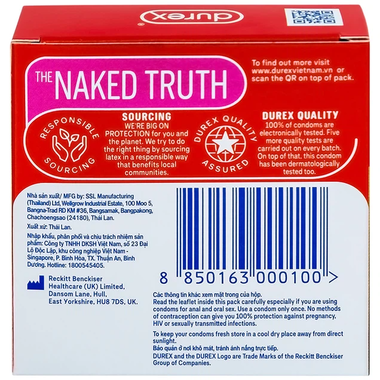 durex
To find out more visit
www.durexvietnam.vn or
scan the QR on top of pack.
THE NAKED TRUTH
RESPONSIBLE SOURCING
SOURCING
WE'RE BIG ON
PROTECTION for you and
the planet. We try to do
the right thing by sourcing
latex in a responsible way
that benefits local
communities.
DUREX QUALITY ASSURED
DUREX QUALITY
100% of condoms are
electronically tested. Five
more quality tests are
carried out on every batch.
On top of that, this condom
has been dermatologically
tested too.
Nhà sản xuất/ MFG by: SSL Manufacturing
(Thailand) Ltd, Wellgrow Industrial Estate, 100 Moo 5,
Bangna-Trad RD KM #36, Bangsamak, Bangpakong,
Chachoengsao (24180), Thái Lan.
Xuất xứ: Thái Lan.
Nhập khẩu, phân phối và chịu trách nhiệm sản
phẩm: Công ty TNHH DKSH Việt Nam, số 23 Đại
Lộ Độc Lập, khu công nghiệp Việt Nam -
Singapore, P. Bình Hòa, TX. Thuận An, Bình
Dương. Hotline: 1800545405.
Reckitt Benckiser
Healthcare (UK) Limited,
Dansom Lane, Hull,
East Yorkshire, HU8 7DS, UK.
8 850163 000100 >
Các thông tin khác xem mặt trong của hộp.
Read the leaflet inside this pack carefully especially if you are using
condoms for anal and oral sex. Use a condom only once. No methods
of contraception can give you 100% protection against pregnancy,
HIV or sexually transmitted infections.
To keep your condoms fresh store in a cool dry place away from direct
sunlight.
Bảo quản ở nơi khô mát, tránh ánh nắng trực tiếp.
DUREX and the DUREX Logo are Trade Marks of the Reckitt Benckiser
Group of Companies.